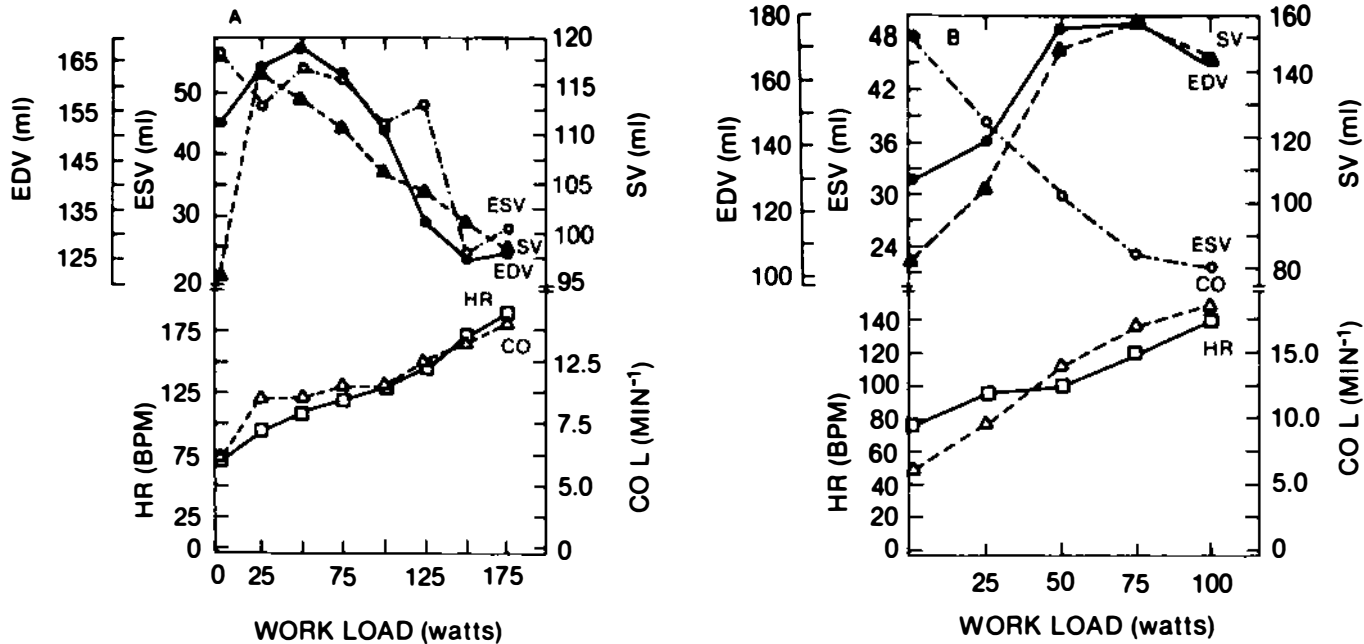 A
EDV (ml)
165
155
145
135
125
ESV (ml)
50
40
30
20
SV (ml)
120
115
110
105
100
95
ESV
SV
EDV
HR
CO
HR (BPM)
175
125
75
50
25
0
CO L (MIN⁻¹)
12.5
7.5
5.0
0
0 25 75 125 175
WORK LOAD (watts)
B
EDV (ml)
180
170
150
130
110
100
ESV (ml)
48
42
36
30
24
SV (ml)
160
140
120
100
80
SV
EDV
ESV
CO
HR
HR (BPM)
140
120
100
80
60
40
20
0
CO L (MIN⁻¹)
15.0
10.0
5.0
0
25 50 75 100
WORK LOAD (watts)